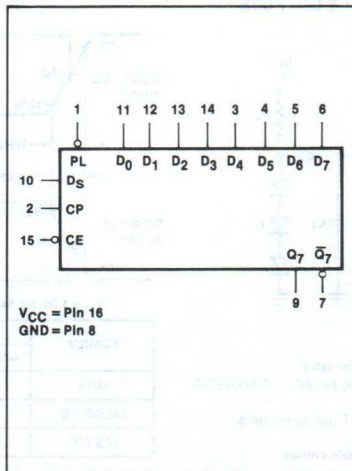 1 11 12 13 14 3 4 5 6
PL D0 D1 D2 D3 D4 D5 D6 D7
10 DS
2 CP
15 CE
Q7 Q̅7
9 7
VCC = Pin 16
GND = Pin 8